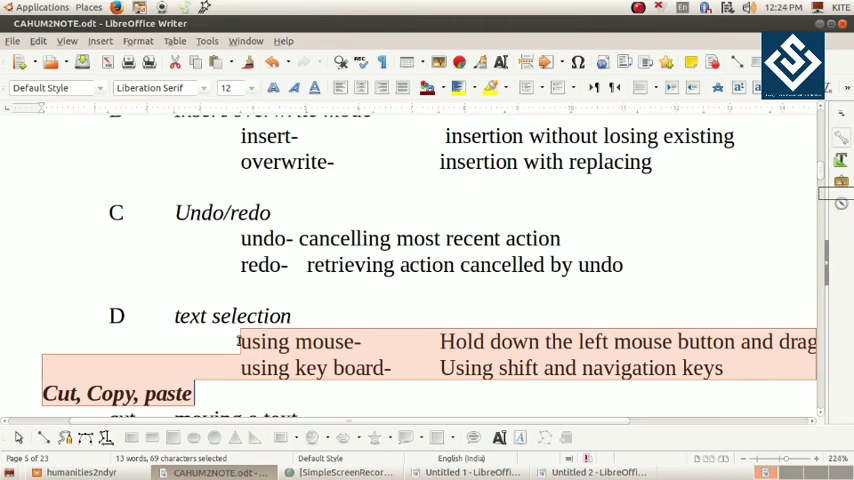 Applications Places En 12:24 PM KITE
CAHUM2NOTE.odt - LibreOffice Writer
File Edit View Insert Format Table Tools Window Help
Default Style Liberation Serif 12
insert- insertion without losing existing
overwrite- insertion with replacing
C Undo/redo
undo- cancelling most recent action
redo- retrieving action cancelled by undo
D text selection
using mouse- Hold down the left mouse button and drag
using key board- Using shift and navigation keys
Cut, Copy, paste
cut moving a text
Page 5 of 23 13 words, 69 characters selected Default Style English (India) 224%
humanities2ndyr CAHUM2NOTE.odt - ... [SimpleScreenRecor... Untitled 1 - LibreOffi... Untitled 2 - LibreOffi...